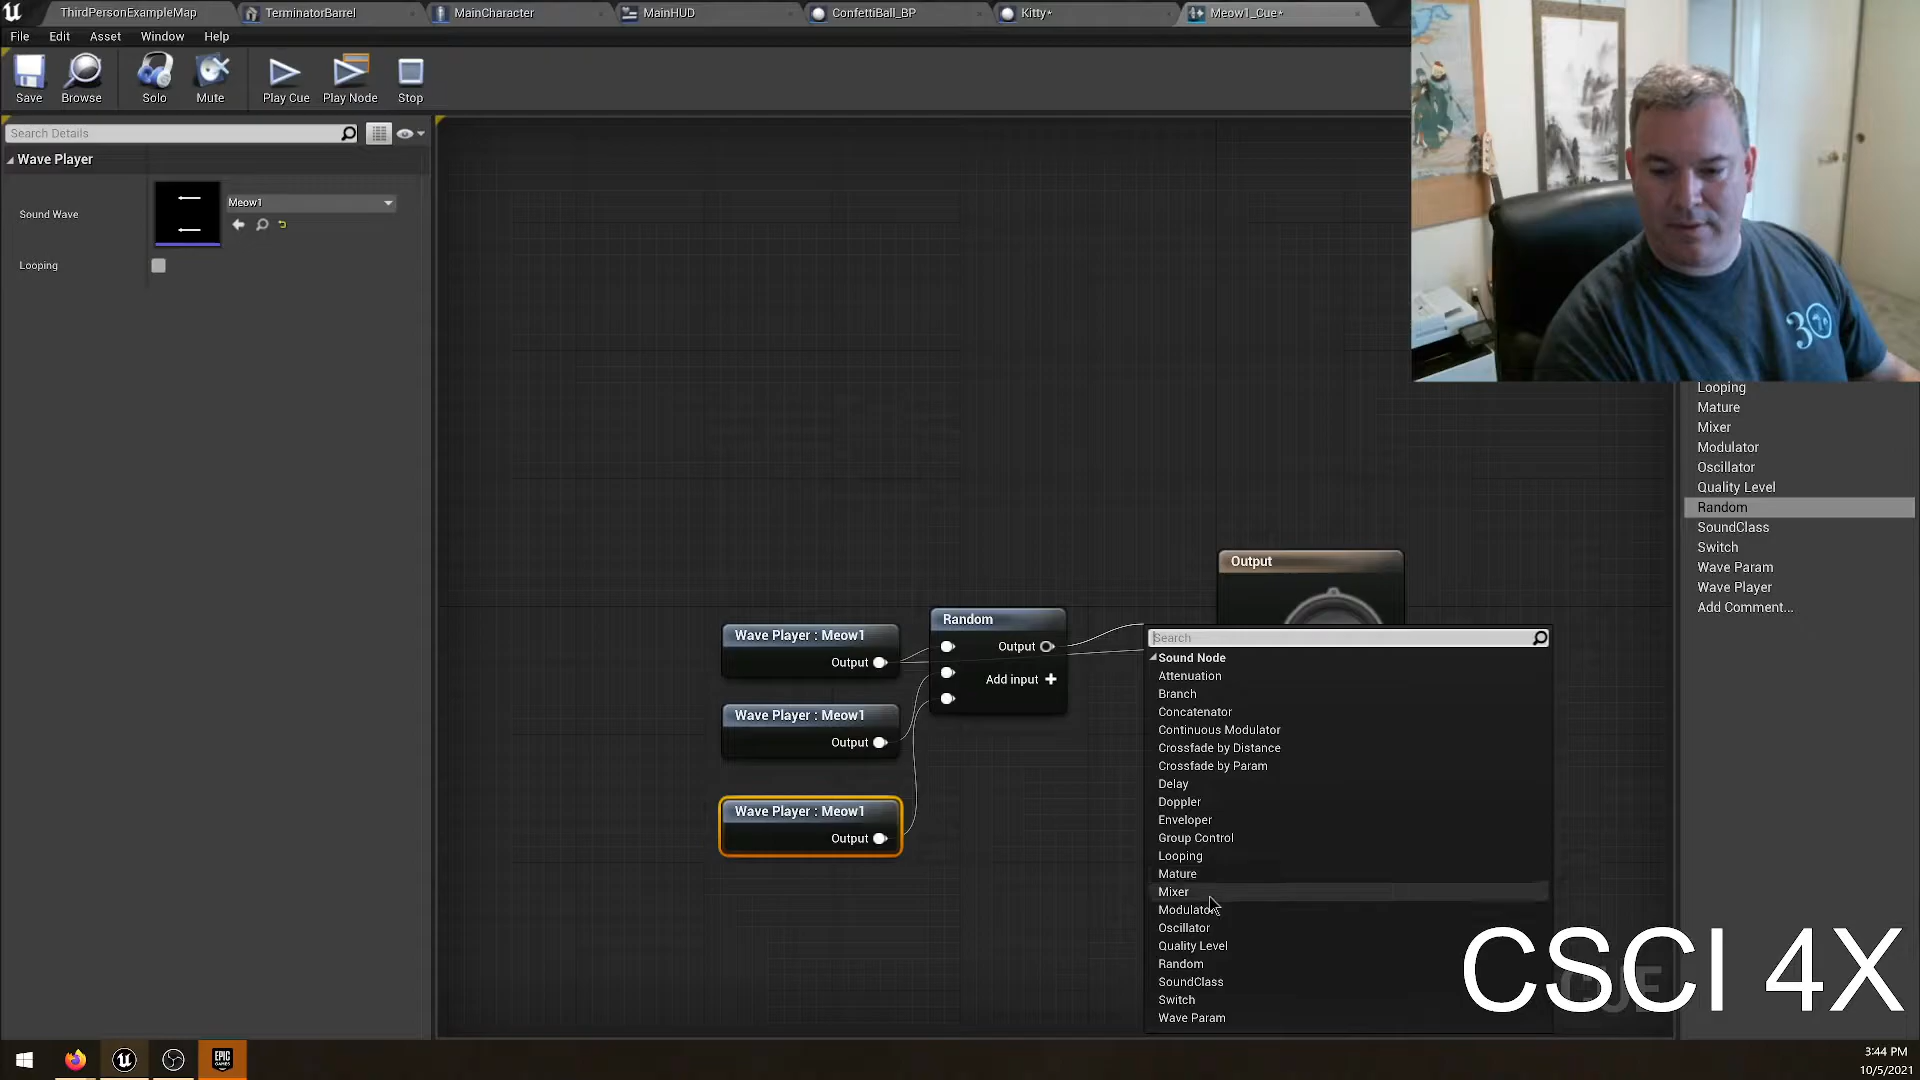 ThirdPersonExampleMap
TerminatorBarrel
MainCharacter
MainHUD
ConfettiBall_BP
Kitty*
Meow1_Cue*
File Edit Asset Window Help
Save
Browse
Solo
Mute
Play Cue
Play Node
Stop
Search Details
Wave Player
Sound Wave
Meow1
Looping
Output
Wave Player : Meow1
Output
Wave Player : Meow1
Output
Wave Player : Meow1
Output
Random
Output
Add input
Search
Sound Node
Attenuation
Branch
Concatenator
Continuous Modulator
Crossfade by Distance
Crossfade by Param
Delay
Doppler
Enveloper
Group Control
Looping
Mature
Mixer
Modulator
Oscillator
Quality Level
Random
SoundClass
Switch
Wave Param
Looping
Mature
Mixer
Modulator
Oscillator
Quality Level
Random
SoundClass
Switch
Wave Param
Wave Player
Add Comment...
30
CSCI 4X
EPIC
GAMES
3:44 PM
10/5/2021